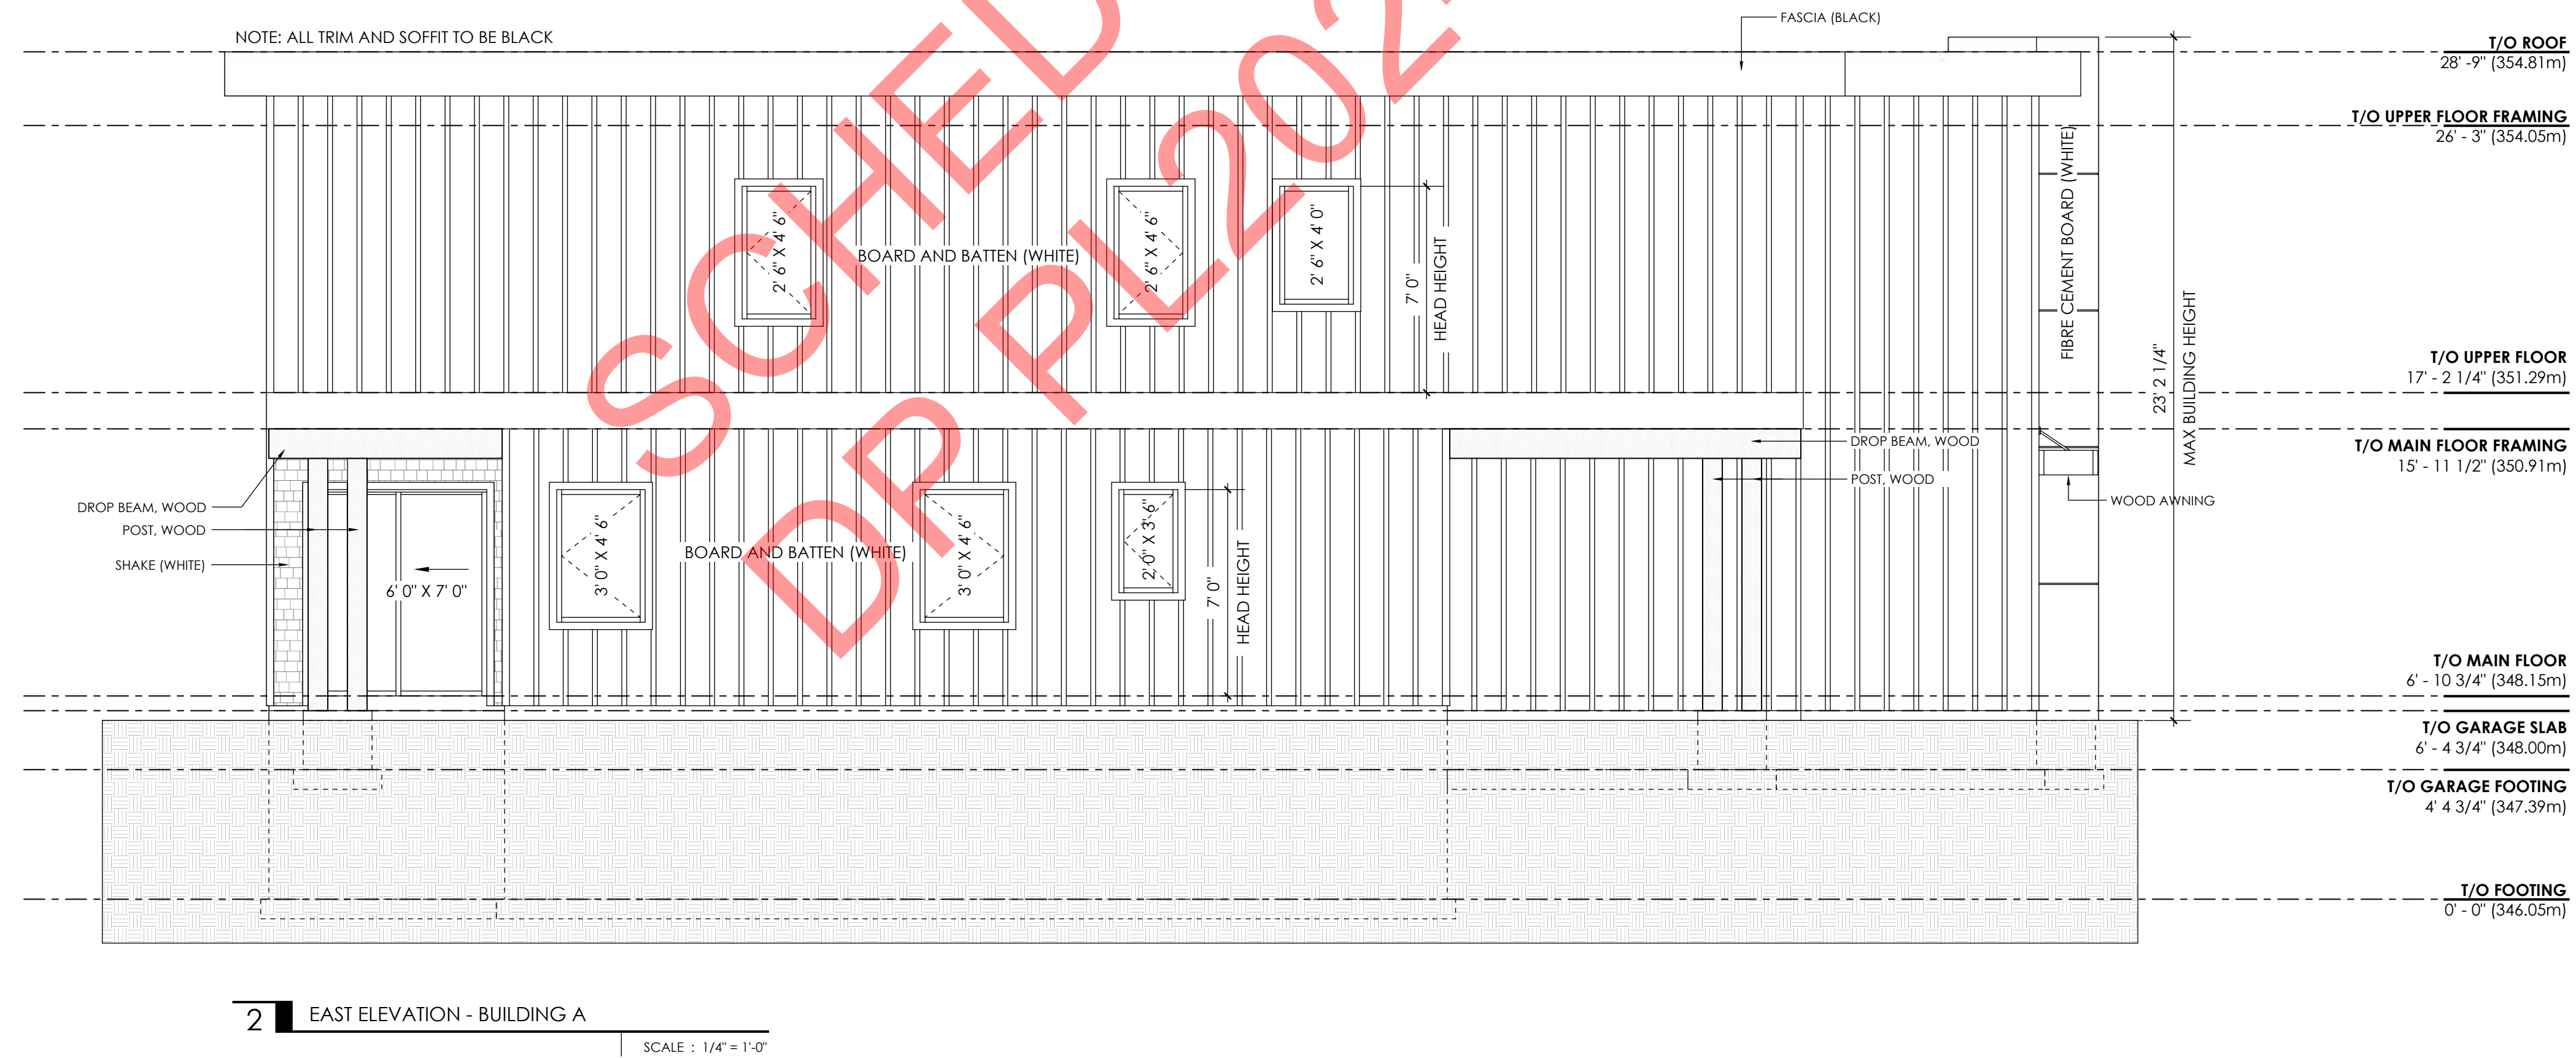 FASCIA (BLACK)
NOTE: ALL TRIM AND SOFFIT TO BE BLACK
T/O ROOF
28' -9" (354.81m)
T/O UPPER FLOOR FRAMING
26' - 3" (354.05m)
FIBRE CEMENT BOARD (WHITE)
2' 6" X 4' 6"
BOARD AND BATTEN (WHITE)
2' 6" X 4' 6"
2' 6" X 4' 0"
7' 0"
HEAD HEIGHT
23' 2 1/4"
MAX BUILDING HEIGHT
T/O UPPER FLOOR
17' - 2 1/4" (351.29m)
T/O MAIN FLOOR FRAMING
15' - 11 1/2" (350.91m)
DROP BEAM, WOOD
POST, WOOD
WOOD AWNING
DROP BEAM, WOOD
POST, WOOD
SHAKE (WHITE)
6' 0" X 7' 0"
3' 0" X 4' 6"
BOARD AND BATTEN (WHITE)
3' 0" X 4' 6"
2' 0" X 3' 6"
7' 0"
HEAD HEIGHT
T/O MAIN FLOOR
6' - 10 3/4" (348.15m)
T/O GARAGE SLAB
6' - 4 3/4" (348.00m)
T/O GARAGE FOOTING
4' 4 3/4" (347.39m)
T/O FOOTING
0' - 0" (346.05m)
SCHED
DP PL202
2 EAST ELEVATION - BUILDING A
SCALE : 1/4" = 1'-0"